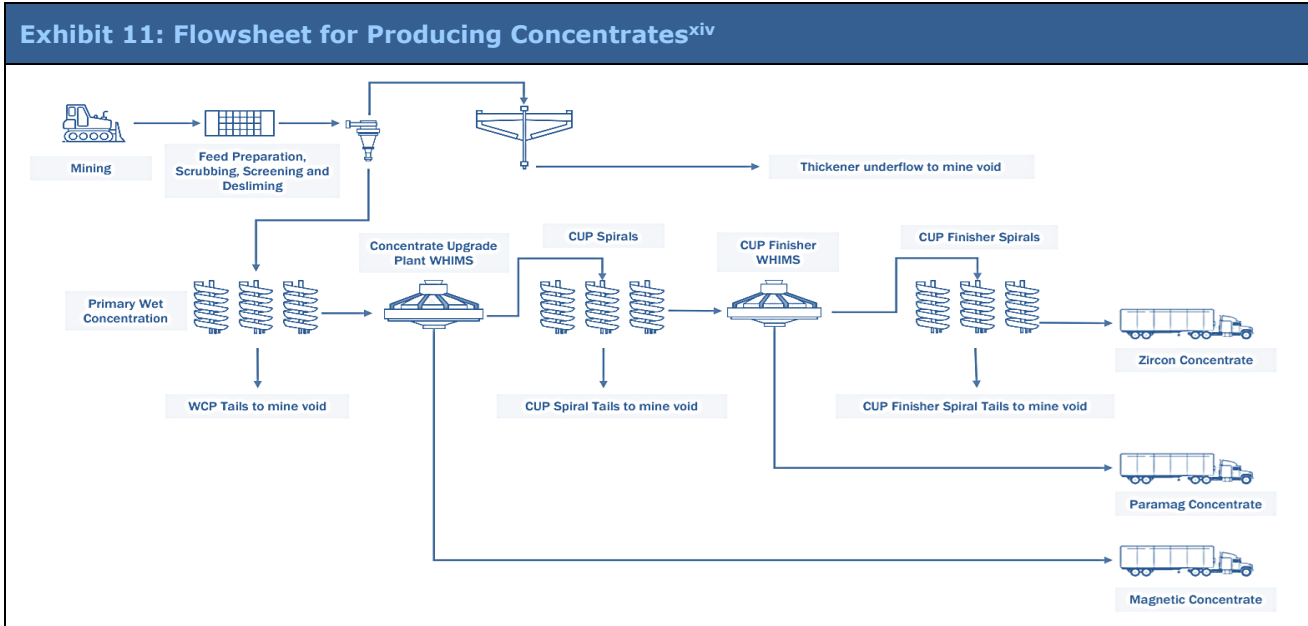 Exhibit 11: Flowsheet for Producing Concentratesxiv
Mining
Feed Preparation,
Scrubbing, Screening and
Desliming
Thickener underflow to mine void
Primary Wet
Concentration
Concentrate Upgrade
Plant WHIMS
CUP Spirals
CUP Finisher
WHIMS
CUP Finisher Spirals
Zircon Concentrate
WCP Tails to mine void
CUP Spiral Tails to mine void
CUP Finisher Spiral Tails to mine void
Paramag Concentrate
Magnetic Concentrate